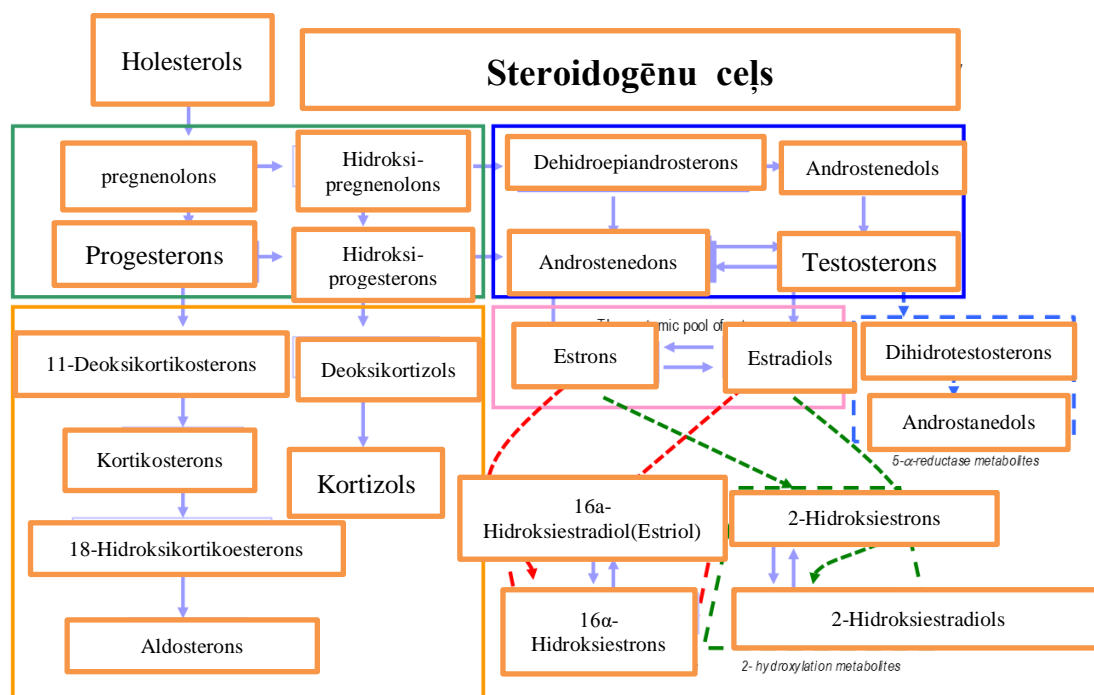 Holesterols
Steroidogēnu ceļš
pregnenolons
Hidroksi-
pregnenolons
Dehidroepiandrosterons
Androstenedols
Progesterons
Hidroksi-
progesterons
Androstenedons
Testosterons
11-Deoksikortikosterons
Deoksikortizols
Estrons
Estradiols
Dihidrotestosterons
Androstanedols
5-α-reductase metabolites
Kortikosterons
Kortizols
16a-
Hidroksiestradiol(Estriol)
2-Hidroksiestrons
18-Hidroksikortikoesterons
16α-
Hidroksiestrons
2-Hidroksiestradiols
Aldosterons
2- hydroxylation metabolites